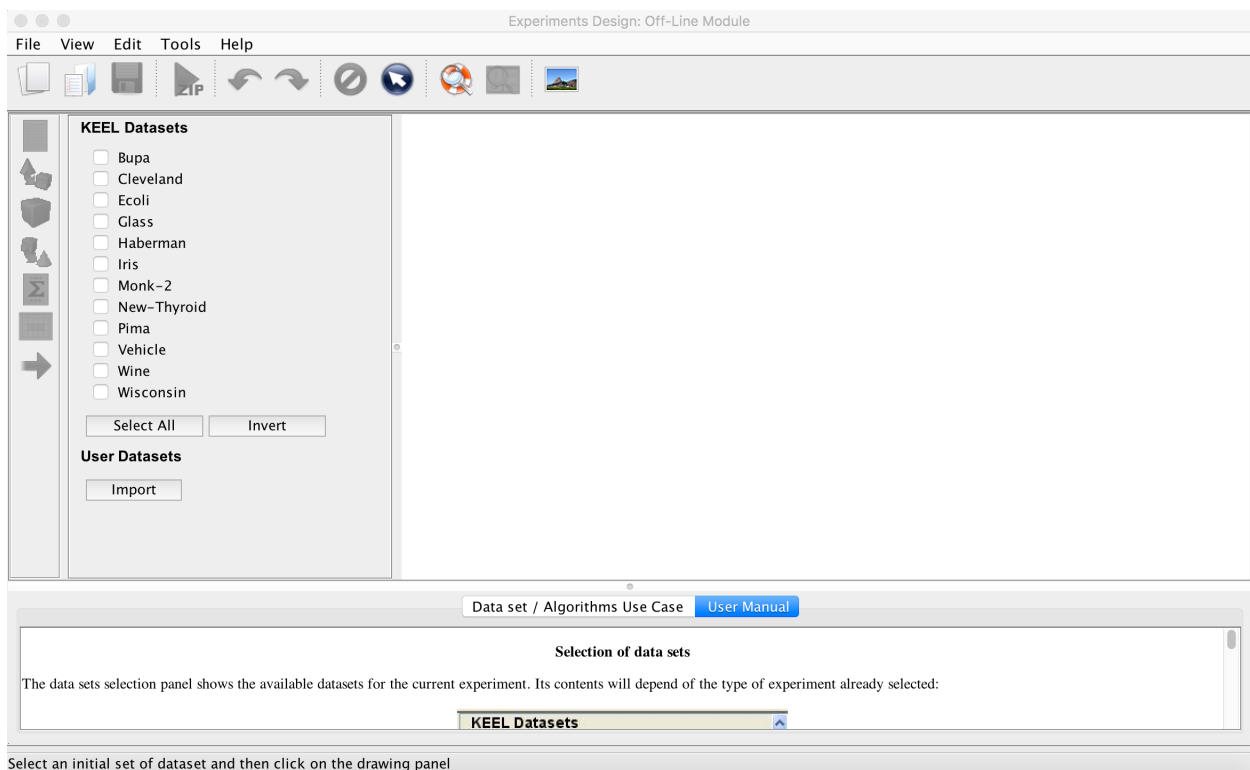 Experiments Design: Off-Line Module
File View Edit Tools Help
ZIP
KEEL Datasets
Bupa
Cleveland
Ecoli
Glass
Haberman
Iris
Monk-2
New-Thyroid
Pima
Vehicle
Wine
Wisconsin
Select All Invert
User Datasets
Import
Data set / Algorithms Use Case User Manual
Selection of data sets
The data sets selection panel shows the available datasets for the current experiment. Its contents will depend of the type of experiment already selected:
KEEL Datasets
Select an initial set of dataset and then click on the drawing panel